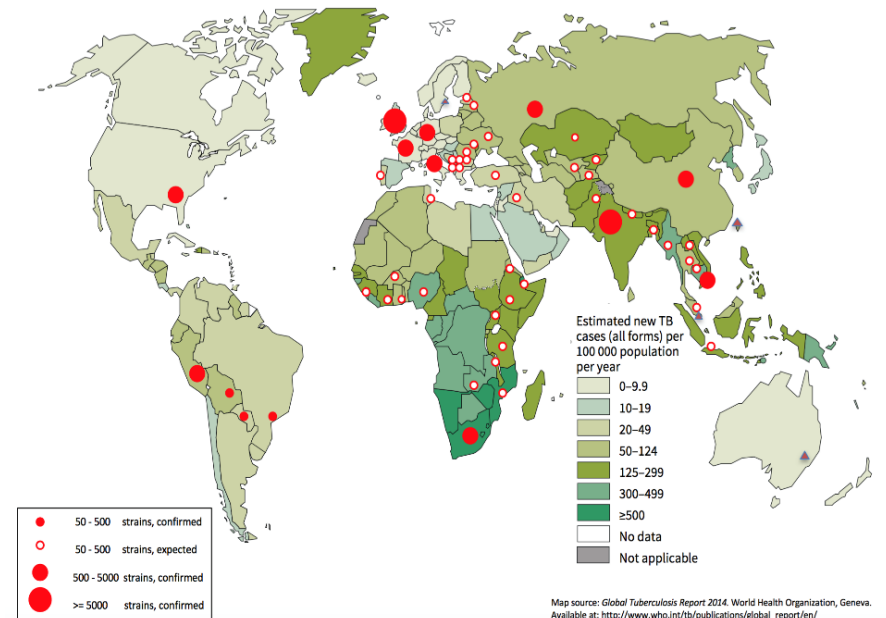 Estimated new TB
cases (all forms) per
100 000 population
per year
0–9.9
10–19
20–49
50–124
125–299
300–499
≥500
No data
Not applicable
50 - 500 strains, confirmed
50 - 500 strains, expected
500 - 5000 strains, confirmed
>= 5000 strains, confirmed
Map source: Global Tuberculosis Report 2014. World Health Organization, Geneva.
Available at: http://www.who.int/tb/publications/global_report/en/